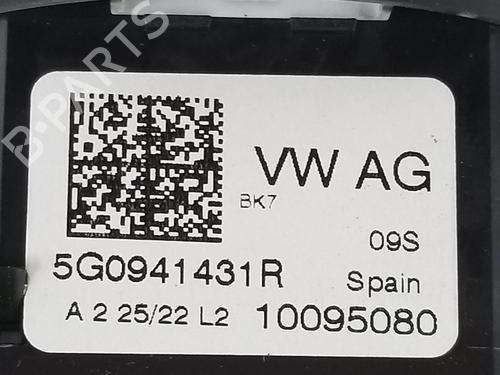 B-PARTS
VW AG
BK7
09S
5G0941431R Spain
A 2 25/22 L2 10095080